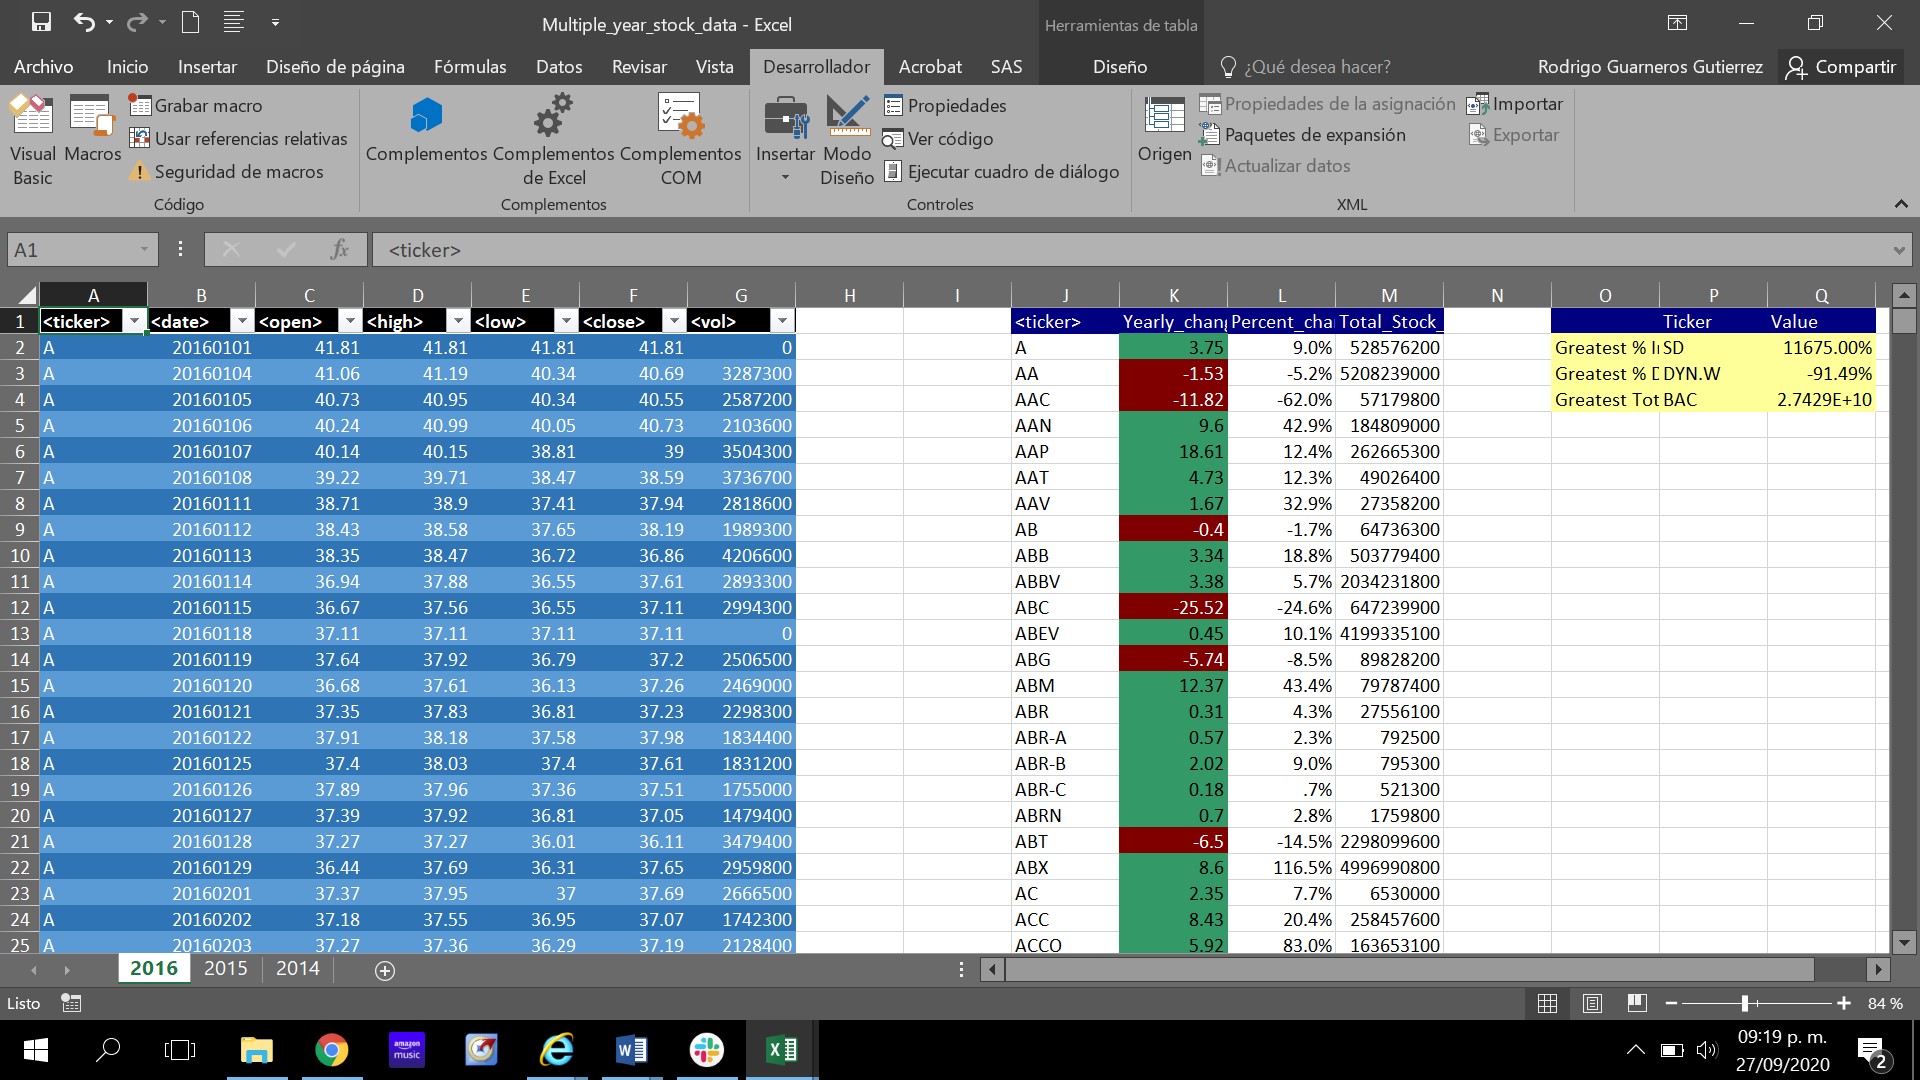 Multiple_year_stock_data - Excel
Herramientas de tabla
Archivo Inicio Insertar Diseño de página Fórmulas Datos Revisar Vista Desarrollador Acrobat SAS Diseño ¿Qué desea hacer? Rodrigo Guarneros Gutierrez Compartir
Visual Basic
Macros
Grabar macro
Usar referencias relativas
Seguridad de macros
Código
Complementos
Complementos de Excel
Complementos COM
Complementos
Insertar
Modo Diseño
Propiedades
Ver código
Ejecutar cuadro de diálogo
Controles
Origen
Propiedades de la asignación
Paquetes de expansión
Actualizar datos
Importar
Exportar
XML
A1 fx <ticker>
A B C D E F G H I J K L M N O P Q
1 <ticker> <date> <open> <high> <low> <close> <vol> <ticker> Yearly_chan Percent_cha Total_Stock_ Ticker Value
2 A 20160101 41.81 41.81 41.81 41.81 0 A 3.75 9.0% 528576200 Greatest % I SD 11675.00%
3 A 20160104 41.06 41.19 40.34 40.69 3287300 AA -1.53 -5.2% 5208239000 Greatest % D DYN.W -91.49%
4 A 20160105 40.73 40.95 40.34 40.55 2587200 AAC -11.82 -62.0% 57179800 Greatest Tot BAC 2.7429E+10
5 A 20160106 40.24 40.99 40.05 40.73 2103600 AAN 9.6 42.9% 184809000
6 A 20160107 40.14 40.15 38.81 39 3504300 AAP 18.61 12.4% 262665300
7 A 20160108 39.22 39.71 38.47 38.59 3736700 AAT 4.73 12.3% 49026400
8 A 20160111 38.71 38.9 37.41 37.94 2818600 AAV 1.67 32.9% 27358200
9 A 20160112 38.43 38.58 37.65 38.19 1989300 AB -0.4 -1.7% 64736300
10 A 20160113 38.35 38.47 36.72 36.86 4206600 ABB 3.34 18.8% 503779400
11 A 20160114 36.94 37.88 36.55 37.61 2893300 ABBV 3.38 5.7% 2034231800
12 A 20160115 36.67 37.56 36.55 37.11 2994300 ABC -25.52 -24.6% 647239900
13 A 20160118 37.11 37.11 37.11 37.11 0 ABEV 0.45 10.1% 4199335100
14 A 20160119 37.64 37.92 36.79 37.2 2506500 ABG -5.74 -8.5% 89828200
15 A 20160120 36.68 37.61 36.13 37.26 2469000 ABM 12.37 43.4% 79787400
16 A 20160121 37.35 37.83 36.81 37.23 2298300 ABR 0.31 4.3% 27556100
17 A 20160122 37.91 38.18 37.58 37.98 1834400 ABR-A 0.57 2.3% 792500
18 A 20160125 37.4 38.03 37.4 37.61 1831200 ABR-B 2.02 9.0% 795300
19 A 20160126 37.89 37.96 37.36 37.51 1755000 ABR-C 0.18 .7% 521300
20 A 20160127 37.39 37.92 36.81 37.05 1479400 ABRN 0.7 2.8% 1759800
21 A 20160128 37.27 37.27 36.01 36.11 3479400 ABT -6.5 -14.5% 2298099600
22 A 20160129 36.44 37.69 36.31 37.65 2959800 ABX 8.6 116.5% 4996990800
23 A 20160201 37.37 37.95 37 37.69 2666500 AC 2.35 7.7% 6530000
24 A 20160202 37.18 37.55 36.95 37.07 1742300 ACC 8.43 20.4% 258457600
25 A 20160203 37.27 37.36 36.29 37.19 2128400 ACCO 5.92 83.0% 163653100
2016 2015 2014
Listo 84 %
amazon music
09:19 p. m.
27/09/2020
2